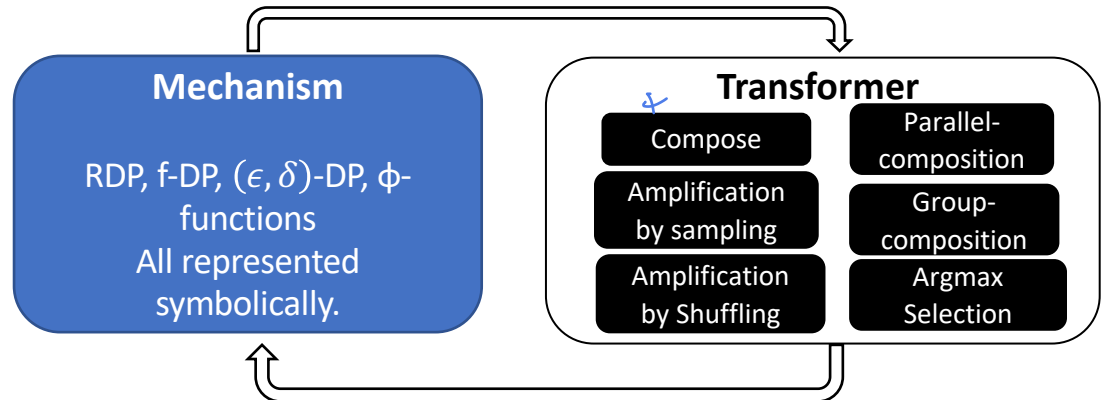 Mechanism
RDP, f-DP, (ϵ, δ)-DP, ϕ-
functions
All represented
symbolically.
Transformer
Compose
Amplification
by sampling
Amplification
by Shuffling
Parallel-
composition
Group-
composition
Argmax
Selection